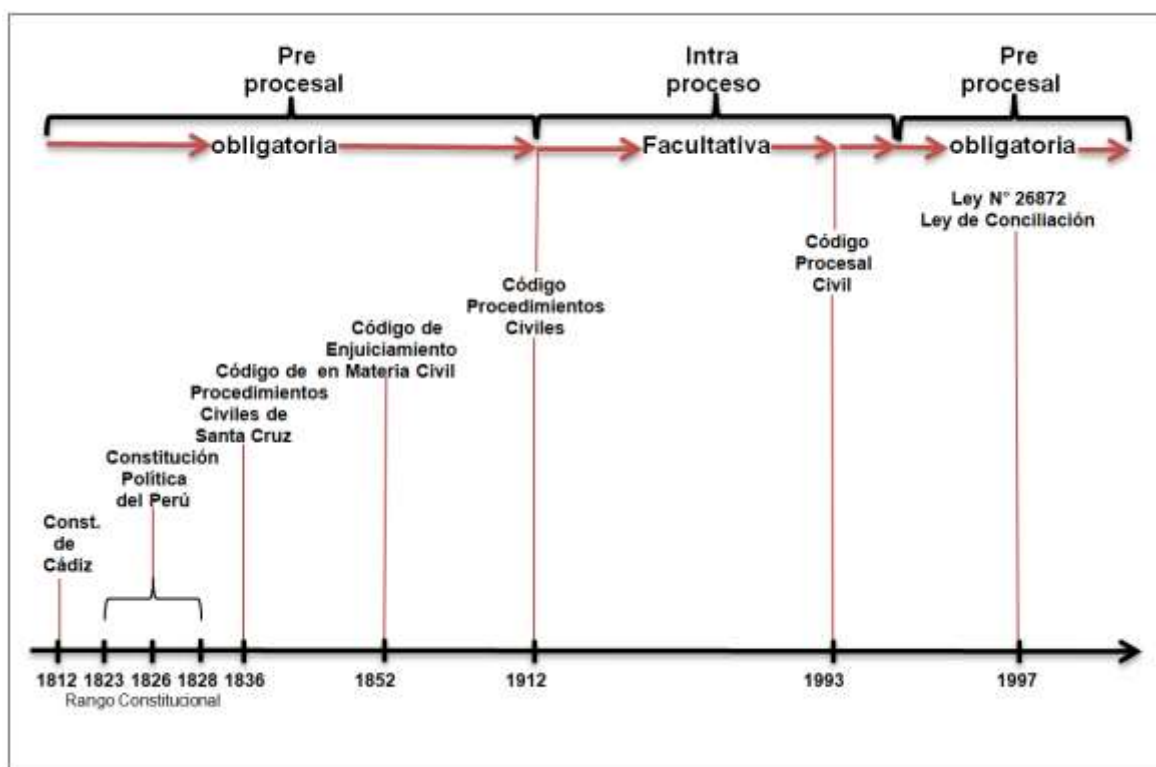 Pre
procesal
Intra
proceso
Pre
procesal
obligatoria
Facultativa
obligatoria
Ley N° 26872
Ley de Conciliación
Código
Procesal
Civil
Código
Procedimientos
Civiles
Código de
Enjuiciamiento
en Materia Civil
Código de
Procedimientos
Civiles de
Santa Cruz
Constitución
Política
del Perú
Const.
de
Cádiz
1812 1823 1826 1828 1836 1852 1912 1993 1997
Rango Constitucional